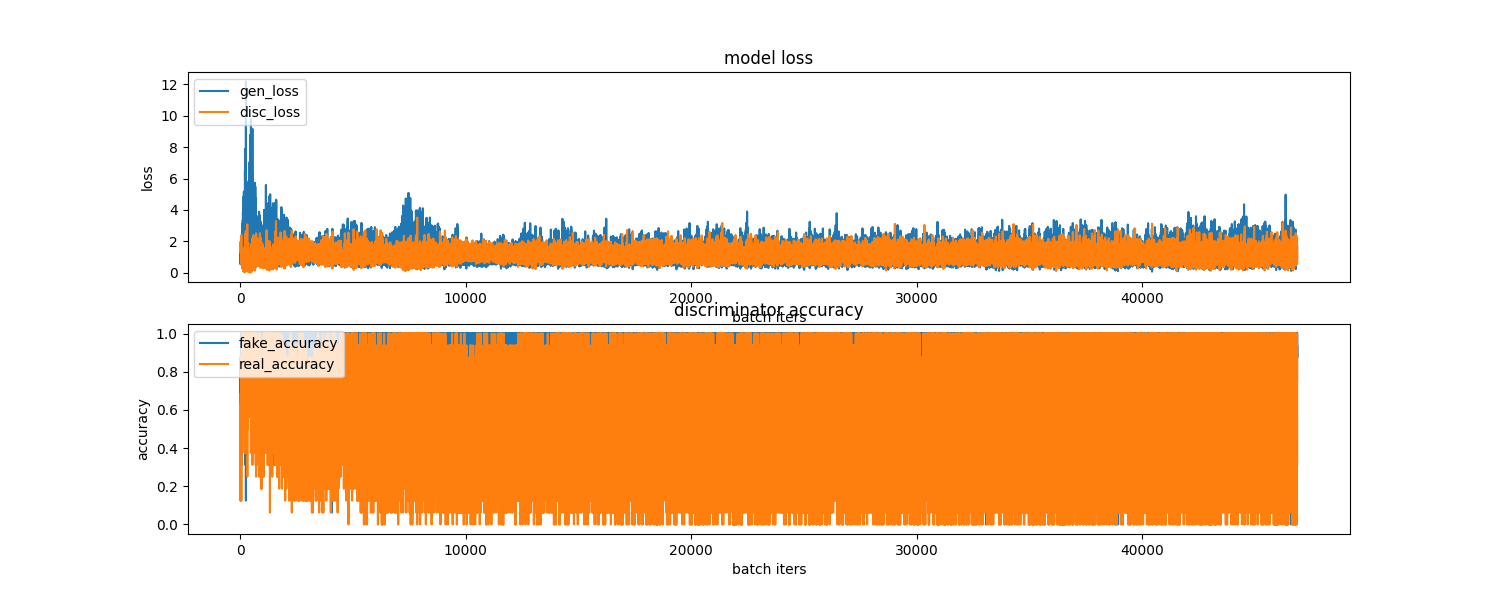 model loss
12
10
8
6
4
2
0
loss
gen_loss
disc_loss
0 10000 20000 30000 40000
batch iters
discriminator accuracy
1.0
0.8
0.6
0.4
0.2
0.0
accuracy
fake_accuracy
real_accuracy
0 10000 20000 30000 40000
batch iters